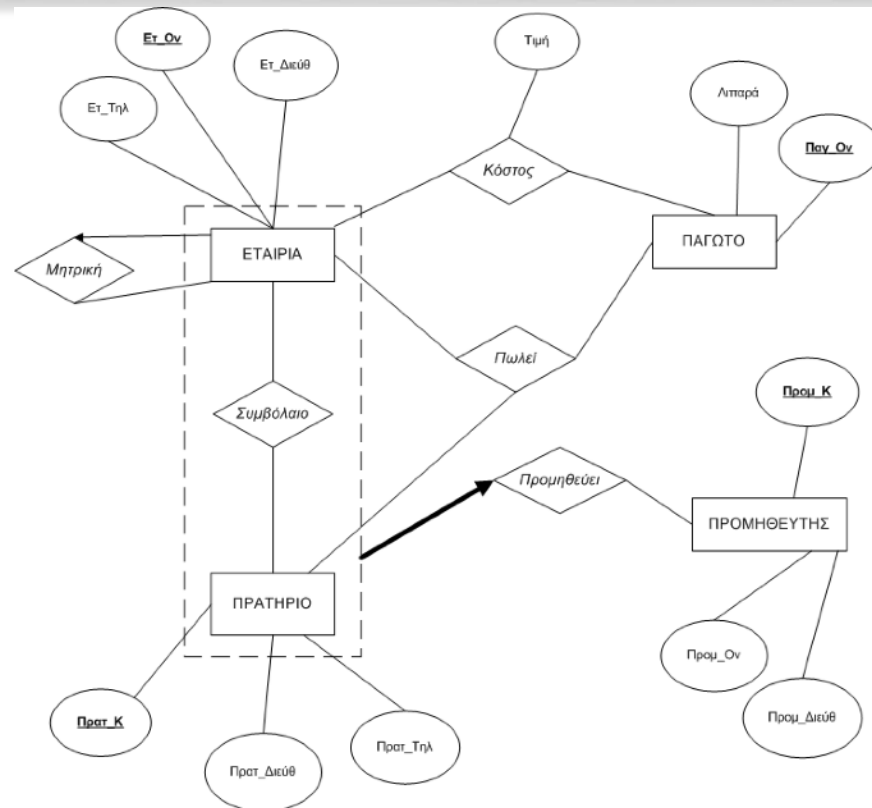 Ετ_Ον
Τιμή
Ετ_Διεύθ
Ετ_Τηλ
Λιπαρά
Παγ_Ον
Κόστος
ΕΤΑΙΡΙΑ
ΠΑΓΩΤΟ
Μητρική
Πωλεί
Προμ_Κ
Συμβόλαιο
Προμηθεύει
ΠΡΟΜΗΘΕΥΤΗΣ
ΠΡΑΤΗΡΙΟ
Προμ_Ον
Προμ_Διεύθ
Πρατ_Κ
Πρατ_Τηλ
Πρατ_Διεύθ